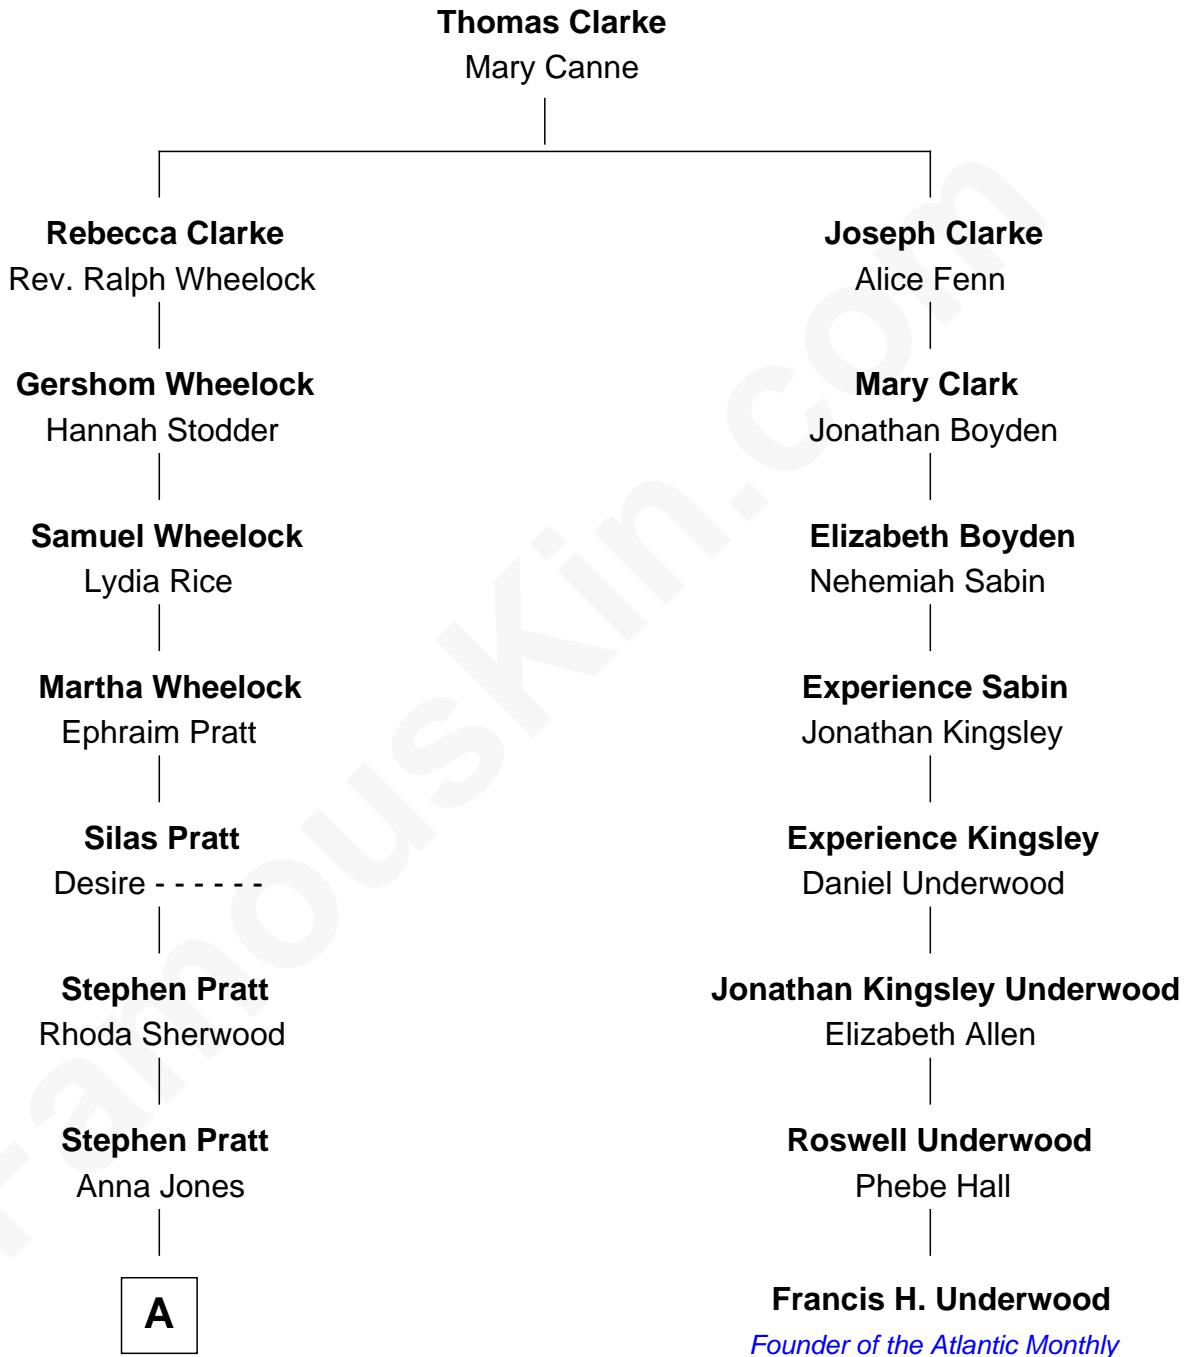 Thomas Clarke
Mary Canne
Rebecca Clarke
Rev. Ralph Wheelock
Joseph Clarke
Alice Fenn
Gershom Wheelock
Hannah Stodder
Mary Clark
Jonathan Boyden
Samuel Wheelock
Lydia Rice
Elizabeth Boyden
Nehemiah Sabin
Martha Wheelock
Ephraim Pratt
Experience Sabin
Jonathan Kingsley
Silas Pratt
Desire - - - - - -
Experience Kingsley
Daniel Underwood
Stephen Pratt
Rhoda Sherwood
Jonathan Kingsley Underwood
Elizabeth Allen
Stephen Pratt
Anna Jones
Roswell Underwood
Phebe Hall
A
Francis H. Underwood
Founder of the Atlantic Monthly
FamousKin.com